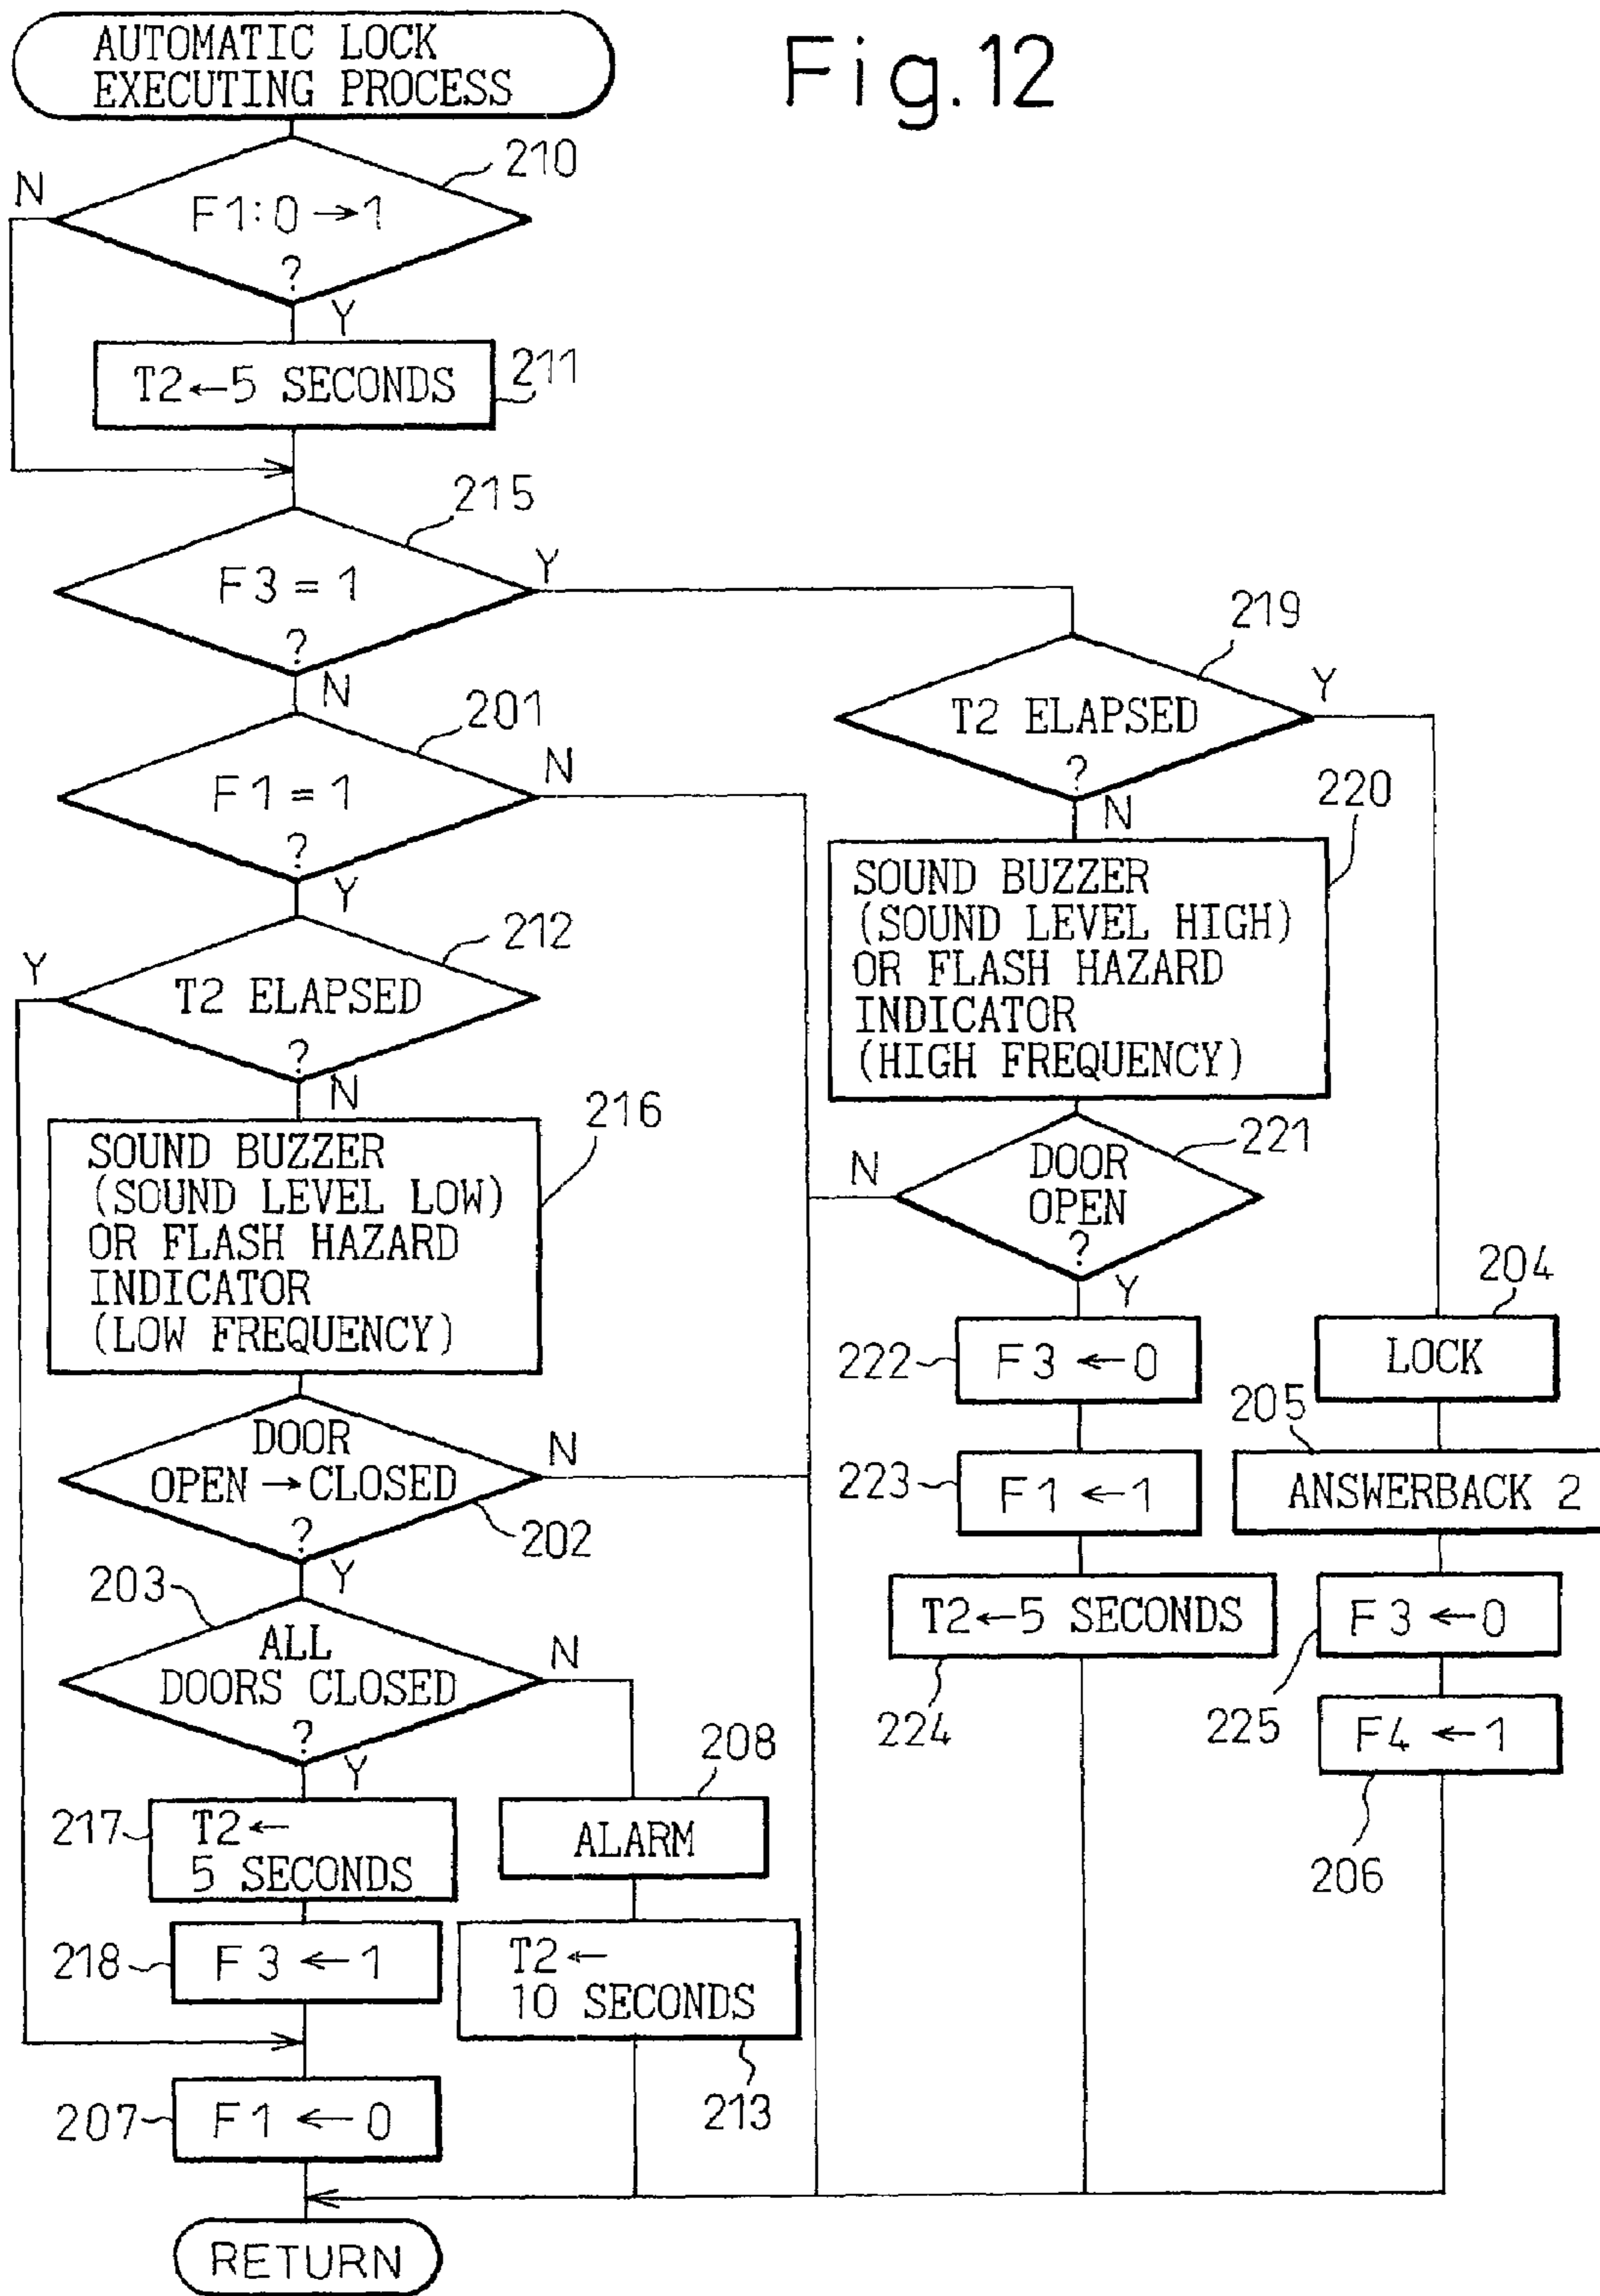 Fig.12
AUTOMATIC LOCK
EXECUTING PROCESS
210
N
F1:0→1
?
Y
211
T2←5 SECONDS
215
F3=1
?
Y
N
201
F1=1
?
N
Y
212
Y
T2 ELAPSED
?
N
216
SOUND BUZZER
(SOUND LEVEL LOW)
OR FLASH HAZARD
INDICATOR
(LOW FREQUENCY)
DOOR
OPEN→CLOSED
?
N
202
Y
203
ALL
DOORS CLOSED
?
N
Y
217
T2←
5 SECONDS
218
F3←1
207
F1←0
RETURN
208
ALARM
T2←
10 SECONDS
213
219
T2 ELAPSED
?
Y
N
220
SOUND BUZZER
(SOUND LEVEL HIGH)
OR FLASH HAZARD
INDICATOR
(HIGH FREQUENCY)
221
N
DOOR
OPEN
?
Y
222
F3←0
223
F1←1
T2←5 SECONDS
224
204
LOCK
205
ANSWERBACK 2
F3←0
225
F4←1
206